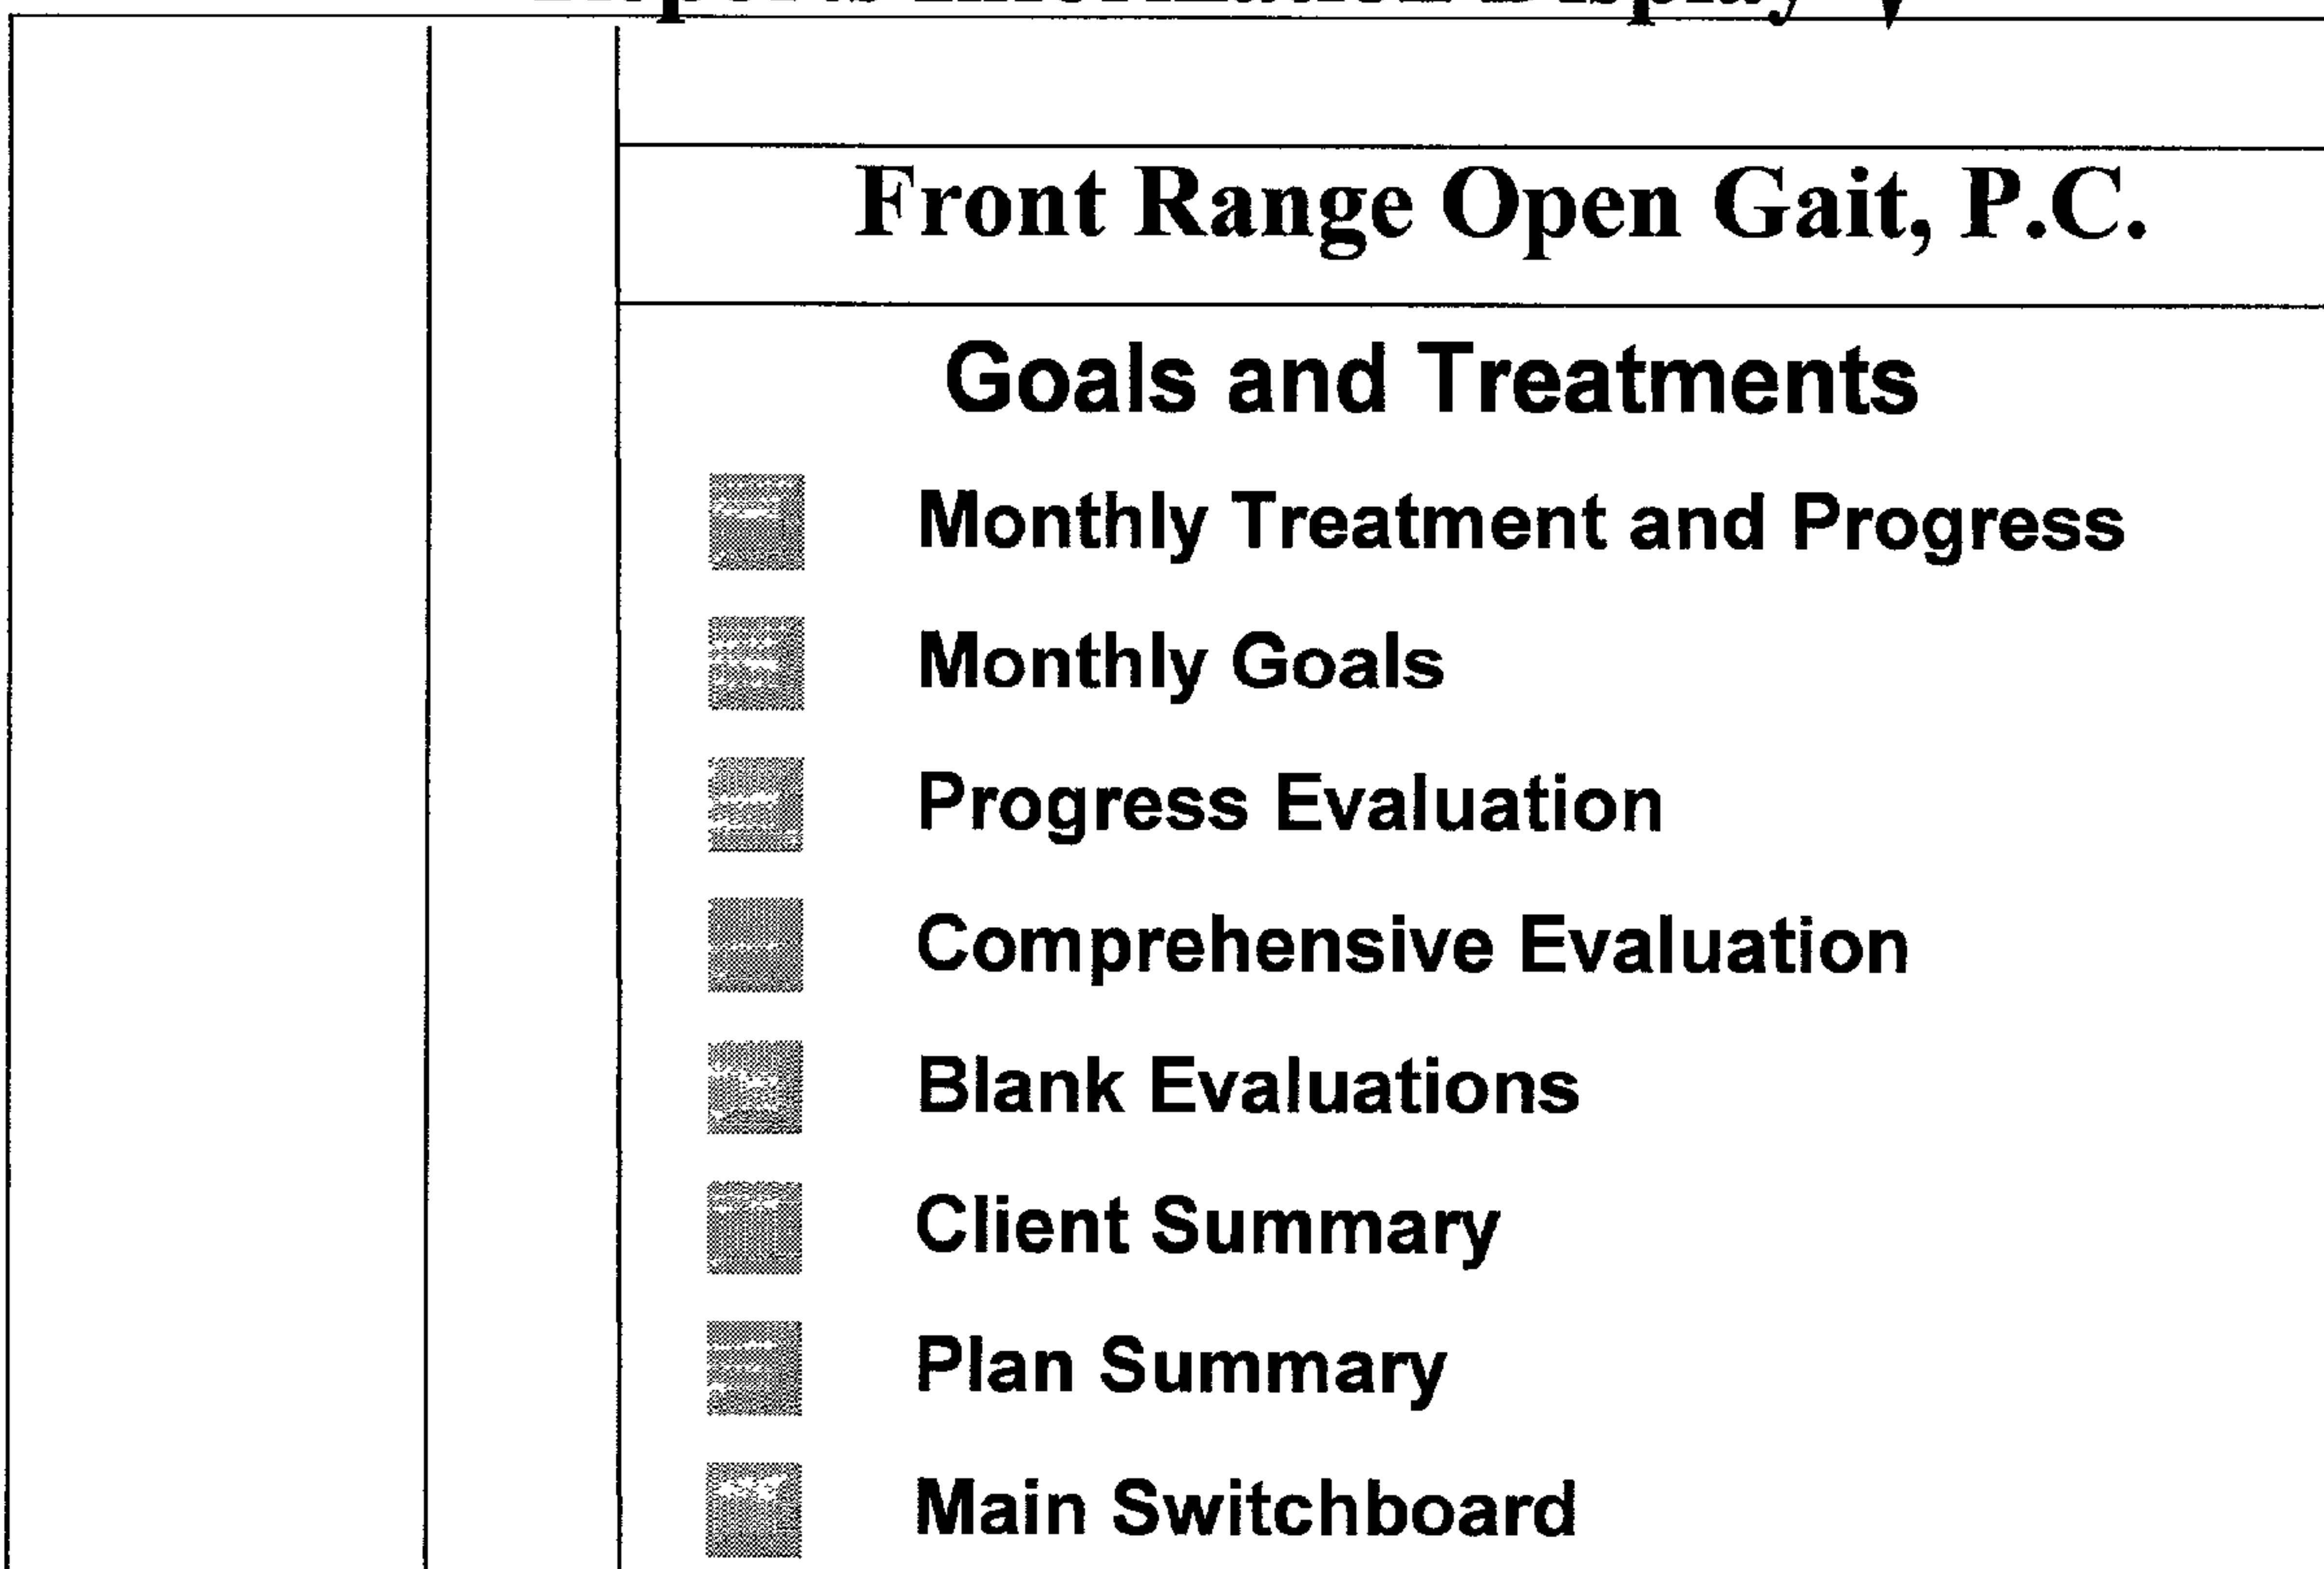 Front Range Open Gait, P.C.
Goals and Treatments
Monthly Treatment and Progress
Monthly Goals
Progress Evaluation
Comprehensive Evaluation
Blank Evaluations
Client Summary
Plan Summary
Main Switchboard